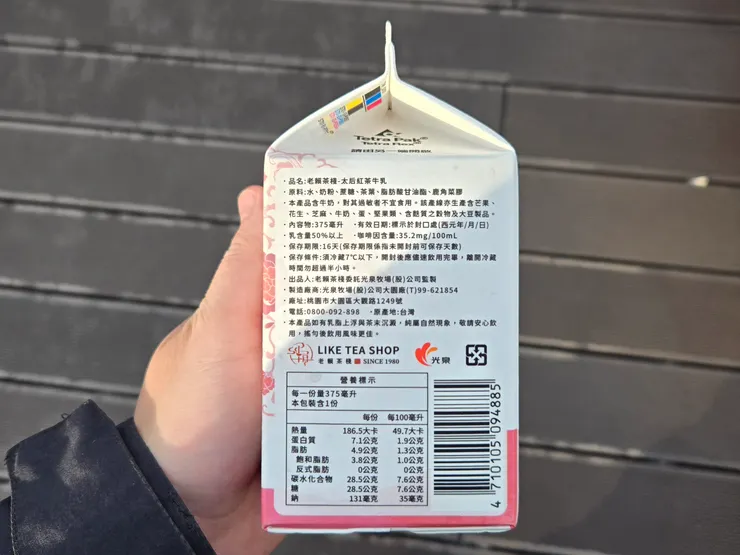 Tetra Pak®
Tetra Rex®
請由另一端開啟
·品名:老賴茶棧-太后紅茶牛乳
·原料:水、奶粉、蔗糖、茶葉、脂肪酸甘油酯、鹿角菜膠
·本產品含牛奶,對其過敏者不宜食用。該產線亦生產含芒果、
花生、芝麻、牛奶、蛋、堅果類、含麩質之穀物及大豆製品。
·內容物:375毫升 ·有效日期:標示於封口處(西元年/月/日)
·乳含量50%以上 ·咖啡因含量:35.2mg/100mL
·保存期限:16天(保存期限係指未開封前可保存天數)
·保存條件:須冷藏7℃以下,開封後應儘速飲用完畢,離開冷藏
時間勿超過半小時。
·出品人:老賴茶棧委託光泉牧場(股)公司監製
·製造廠商:光泉牧場(股)公司大園廠(T)99-621854
·廠址:桃園市大園區大觀路1249號
·電話:0800-092-898 ·原產地:台灣
·本產品如有乳脂上浮與茶末沉澱,純屬自然現象,敬請安心飲
用,搖勻後飲用風味更佳。
LIKE TEA SHOP
老賴茶棧 SINCE 1980
光泉
營養標示
每一份量375毫升
本包裝含1份
每份 每100毫升
熱量 186.5大卡 49.7大卡
蛋白質 7.1公克 1.9公克
脂肪 4.9公克 1.3公克
飽和脂肪 3.8公克 1.0公克
反式脂肪 0公克 0公克
碳水化合物 28.5公克 7.6公克
糖 28.5公克 7.6公克
鈉 131毫克 35毫克
4 710105 094885